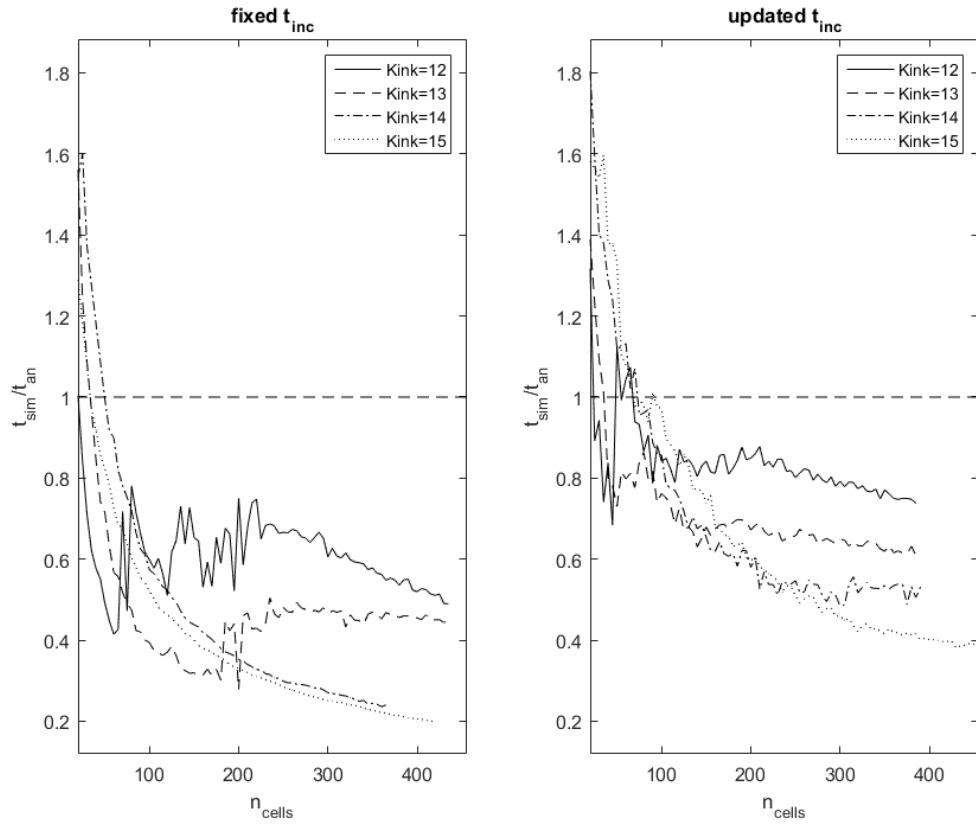 fixed t_inc
1.8
1.6
1.4
1.2
1
0.8
0.6
0.4
0.2
t_sim/t_an
100
200
300
400
n_cells
Kink=12
Kink=13
Kink=14
Kink=15
updated t_inc
1.8
1.6
1.4
1.2
1
0.8
0.6
0.4
0.2
t_sim/t_an
100
200
300
400
n_cells
Kink=12
Kink=13
Kink=14
Kink=15